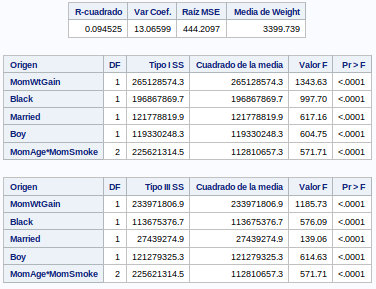 R-cuadrado Var Coef. Raíz MSE Media de Weight
0.094525 13.06599 444.2097 3399.739
Origen DF Tipo I SS Cuadrado de la media Valor F Pr > F
MomWtGain 1 265128574.3 265128574.3 1343.63 <.0001
Black 1 196867869.7 196867869.7 997.70 <.0001
Married 1 121778819.9 121778819.9 617.16 <.0001
Boy 1 119330248.3 119330248.3 604.75 <.0001
MomAge*MomSmoke 2 225621314.5 112810657.3 571.71 <.0001
Origen DF Tipo III SS Cuadrado de la media Valor F Pr > F
MomWtGain 1 233971806.9 233971806.9 1185.73 <.0001
Black 1 113675376.7 113675376.7 576.09 <.0001
Married 1 27439274.9 27439274.9 139.06 <.0001
Boy 1 121279325.3 121279325.3 614.63 <.0001
MomAge*MomSmoke 2 225621314.5 112810657.3 571.71 <.0001